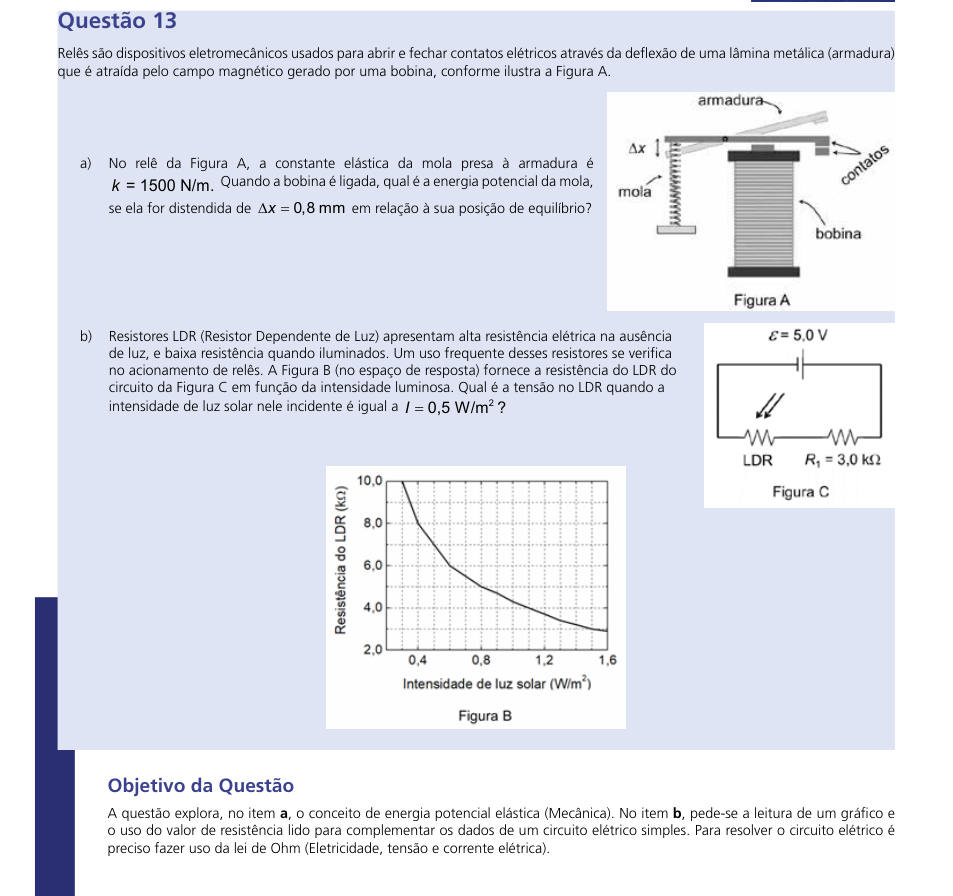 Questão 13
Relês são dispositivos eletromecânicos usados para abrir e fechar contatos elétricos através da deflexão de uma lâmina metálica (armadura)
que é atraída pelo campo magnético gerado por uma bobina, conforme ilustra a Figura A.
armadura
Δx
contatos
mola
bobina
Figura A
a) No relê da Figura A, a constante elástica da mola presa à armadura é
k = 1500 N/m. Quando a bobina é ligada, qual é a energia potencial da mola,
se ela for distendida de Δx = 0,8 mm em relação à sua posição de equilíbrio?
b) Resistores LDR (Resistor Dependente de Luz) apresentam alta resistência elétrica na ausência
de luz, e baixa resistência quando iluminados. Um uso frequente desses resistores se verifica
no acionamento de relês. A Figura B (no espaço de resposta) fornece a resistência do LDR do
circuito da Figura C em função da intensidade luminosa. Qual é a tensão no LDR quando a
intensidade de luz solar nele incidente é igual a I = 0,5 W/m² ?
ε = 5,0 V
LDR R₁ = 3,0 kΩ
Figura C
Resistência do LDR (kΩ)
10,0
8,0
6,0
4,0
2,0
0,4 0,8 1,2 1,6
Intensidade de luz solar (W/m²)
Figura B
Objetivo da Questão
A questão explora, no item a, o conceito de energia potencial elástica (Mecânica). No item b, pede-se a leitura de um gráfico e
o uso do valor de resistência lido para complementar os dados de um circuito elétrico simples. Para resolver o circuito elétrico é
preciso fazer uso da lei de Ohm (Eletricidade, tensão e corrente elétrica).